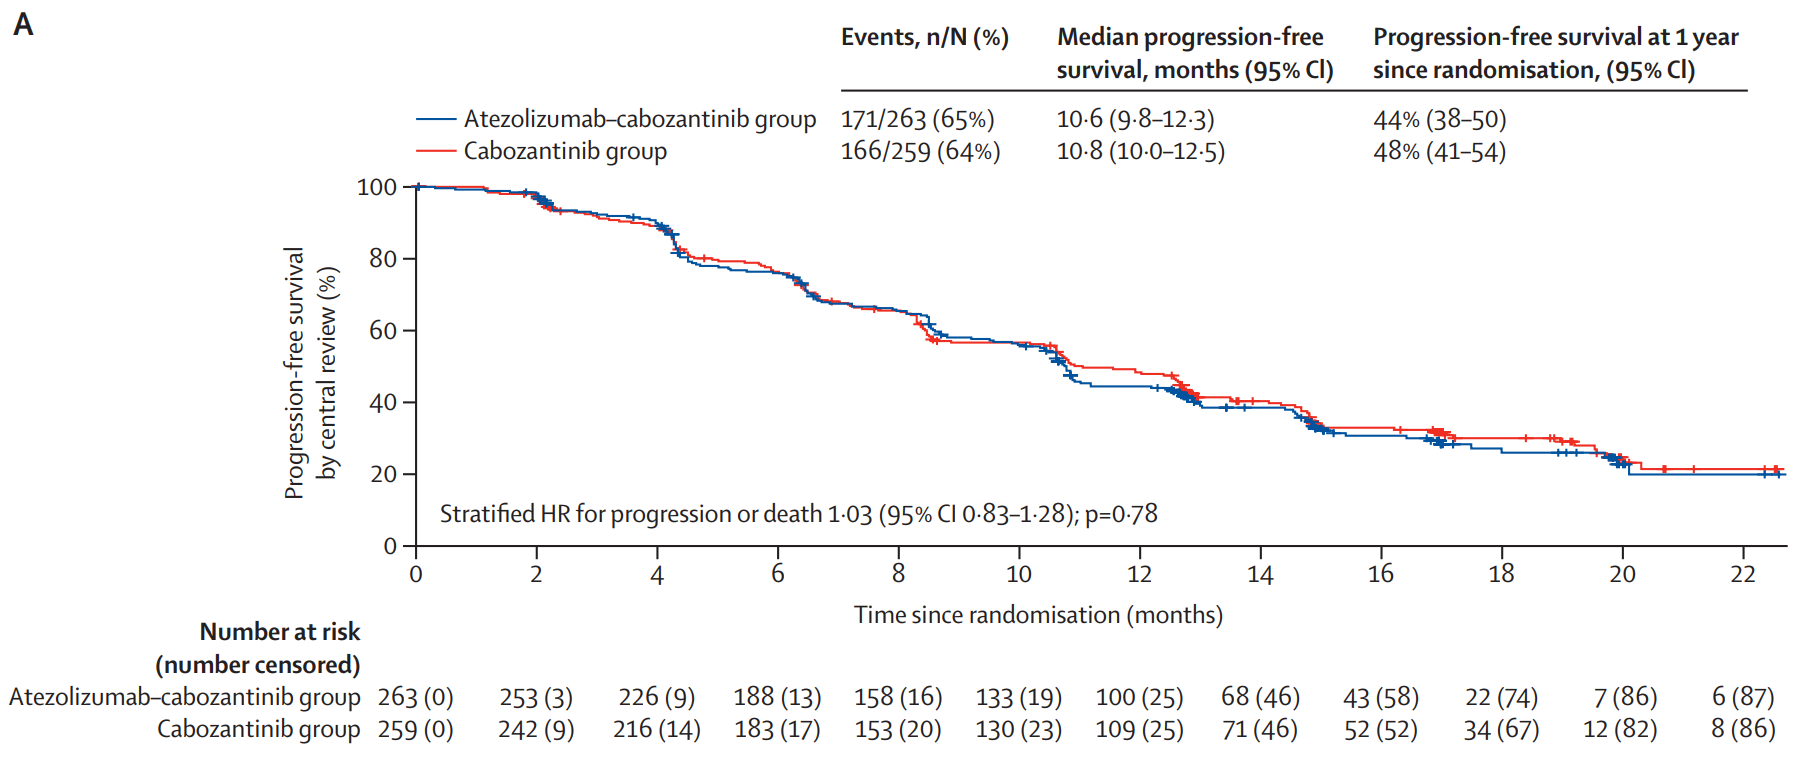 A
Events, n/N (%) Median progression-free survival, months (95% CI) Progression-free survival at 1 year since randomisation, (95% CI)
Atezolizumab–cabozantinib group 171/263 (65%) 10·6 (9·8–12·3) 44% (38–50)
Cabozantinib group 166/259 (64%) 10·8 (10·0–12·5) 48% (41–54)
Progression-free survival
by central review (%)
100
80
60
40
20
0
Stratified HR for progression or death 1·03 (95% CI 0·83–1·28); p=0·78
0 2 4 6 8 10 12 14 16 18 20 22
Time since randomisation (months)
Number at risk
(number censored)
Atezolizumab–cabozantinib group 263 (0) 253 (3) 226 (9) 188 (13) 158 (16) 133 (19) 100 (25) 68 (46) 43 (58) 22 (74) 7 (86) 6 (87)
Cabozantinib group 259 (0) 242 (9) 216 (14) 183 (17) 153 (20) 130 (23) 109 (25) 71 (46) 52 (52) 34 (67) 12 (82) 8 (86)